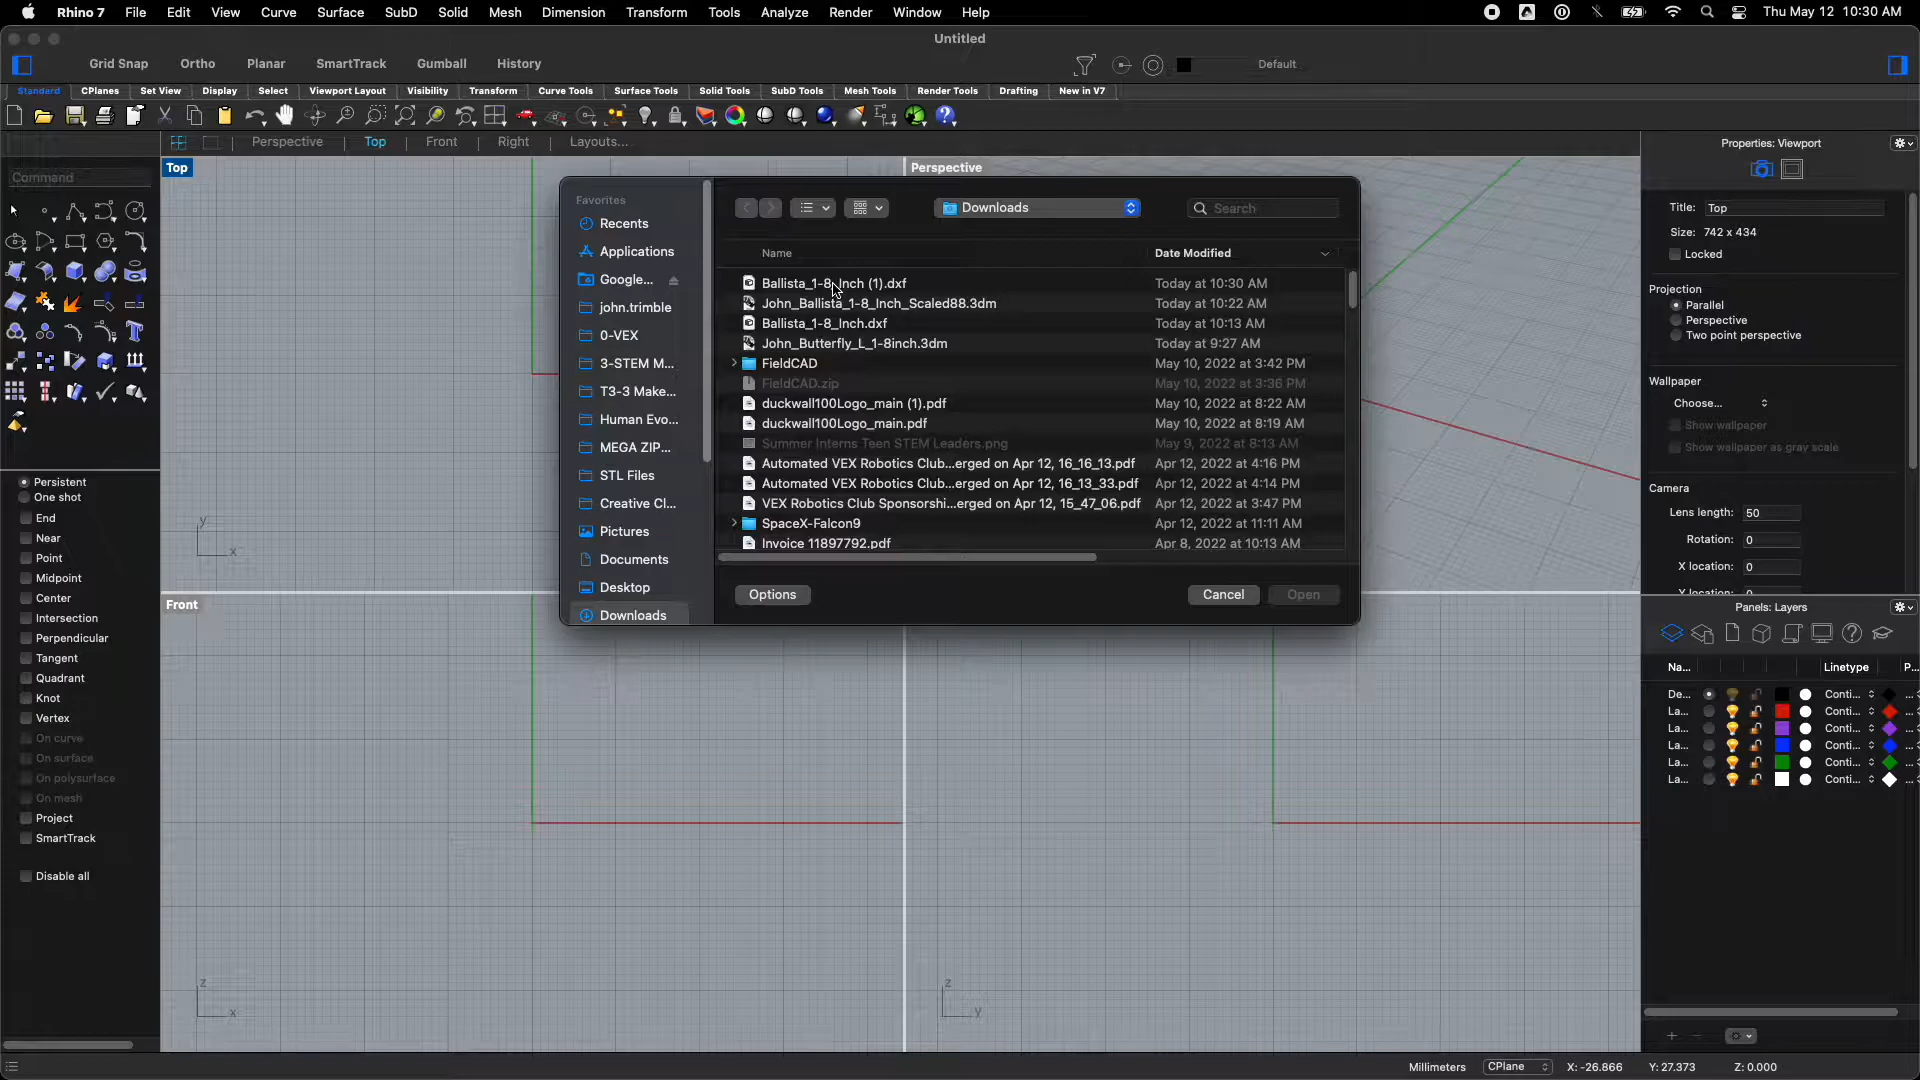 Rhino 7 File Edit View Curve Surface SubD Solid Mesh Dimension Transform Tools Analyze Render Window Help Thu May 12 10:30 AM
Untitled
Grid Snap Ortho Planar SmartTrack Gumball History Default
Standard CPlanes Set View Display Select Viewport Layout Visibility Transform Curve Tools Surface Tools Solid Tools SubD Tools Mesh Tools Render Tools Drafting New in V7
Perspective Top Front Right Layouts...
Command
Persistent
One shot
End
Near
Point
Midpoint
Center
Intersection
Perpendicular
Tangent
Quadrant
Knot
Vertex
On curve
On surface
On polysurface
On mesh
Project
SmartTrack
Disable all
Top
y
x
Perspective
Front
z
x
z
y
Favorites
Recents
Applications
Google...
john.trimble
0-VEX
3-STEM M...
T3-3 Make...
Human Evo...
MEGA ZIP...
STL Files
Creative Cl...
Pictures
Documents
Desktop
Downloads
Downloads
Search
Name Date Modified
Ballista_1-8_Inch (1).dxf Today at 10:30 AM
John_Ballista_1-8_Inch_Scaled88.3dm Today at 10:22 AM
Ballista_1-8_Inch.dxf Today at 10:13 AM
John_Butterfly_L_1-8inch.3dm Today at 9:27 AM
FieldCAD May 10, 2022 at 3:42 PM
FieldCAD.zip May 10, 2022 at 3:36 PM
duckwall100Logo_main (1).pdf May 10, 2022 at 8:22 AM
duckwall100Logo_main.pdf May 10, 2022 at 8:19 AM
Summer Interns Teen STEM Leaders.png May 9, 2022 at 8:13 AM
Automated VEX Robotics Club...erged on Apr 12, 16_16_13.pdf Apr 12, 2022 at 4:16 PM
Automated VEX Robotics Club...erged on Apr 12, 16_13_33.pdf Apr 12, 2022 at 4:14 PM
VEX Robotics Club Sponsorshi...erged on Apr 12, 15_47_06.pdf Apr 12, 2022 at 3:47 PM
SpaceX-Falcon9 Apr 12, 2022 at 11:11 AM
Invoice 11897792.pdf Apr 8, 2022 at 10:13 AM
Options Cancel Open
Properties: Viewport
Title: Top
Size: 742 x 434
Locked
Projection
Parallel
Perspective
Two point perspective
Wallpaper
Choose...
Show wallpaper
Show wallpaper as gray scale
Camera
Lens length: 50
Rotation: 0
X location: 0
Y location: 0
Panels: Layers
Na... Linetype P...
De... Conti... ...
La... Conti... ...
La... Conti... ...
La... Conti... ...
La... Conti... ...
La... Conti... ...
Millimeters CPlane X: -26.866 Y: 27.373 Z: 0.000